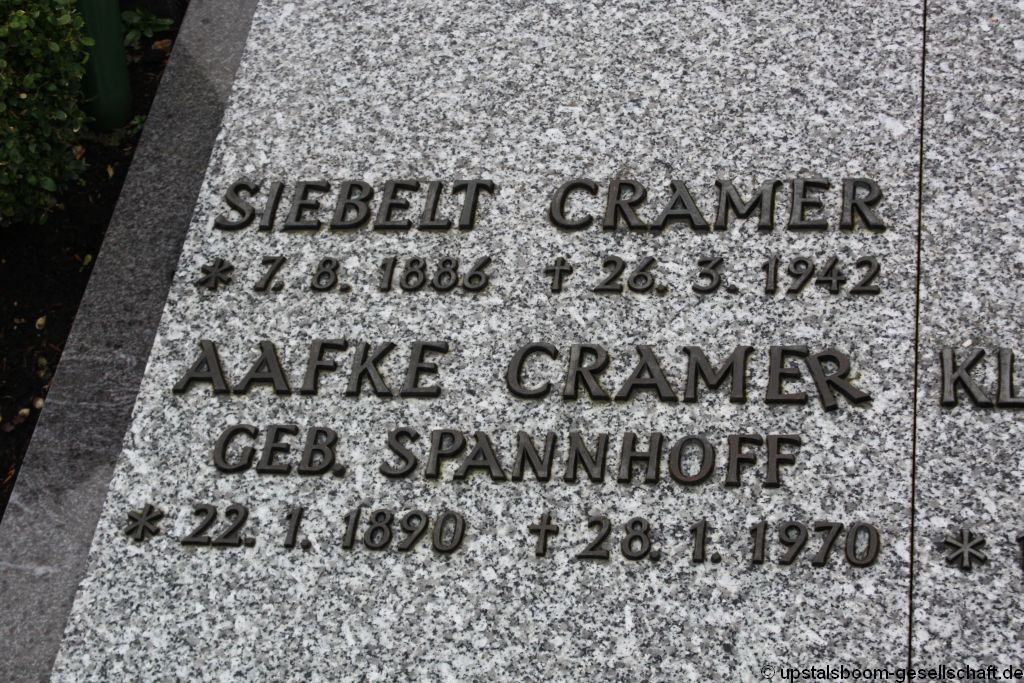 SIEBELT CRAMER
* 7. 8. 1886 † 26. 3. 1942
AAFKE CRAMER
GEB. SPANNHOFF
* 22. 1. 1890 † 28. 1. 1970
KL
*
© upstalsboom-gesellschaft.de